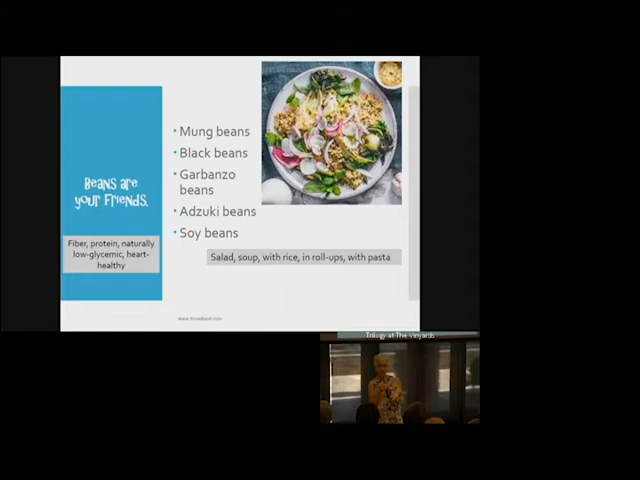 Beans are
your Friends.
Fiber, protein, naturally
low-glycemic, heart-
healthy
• Mung beans
• Black beans
• Garbanzo
beans
• Adzuki beans
• Soy beans
Salad, soup, with rice, in roll-ups, with pasta
Trilogy at The Vinyards